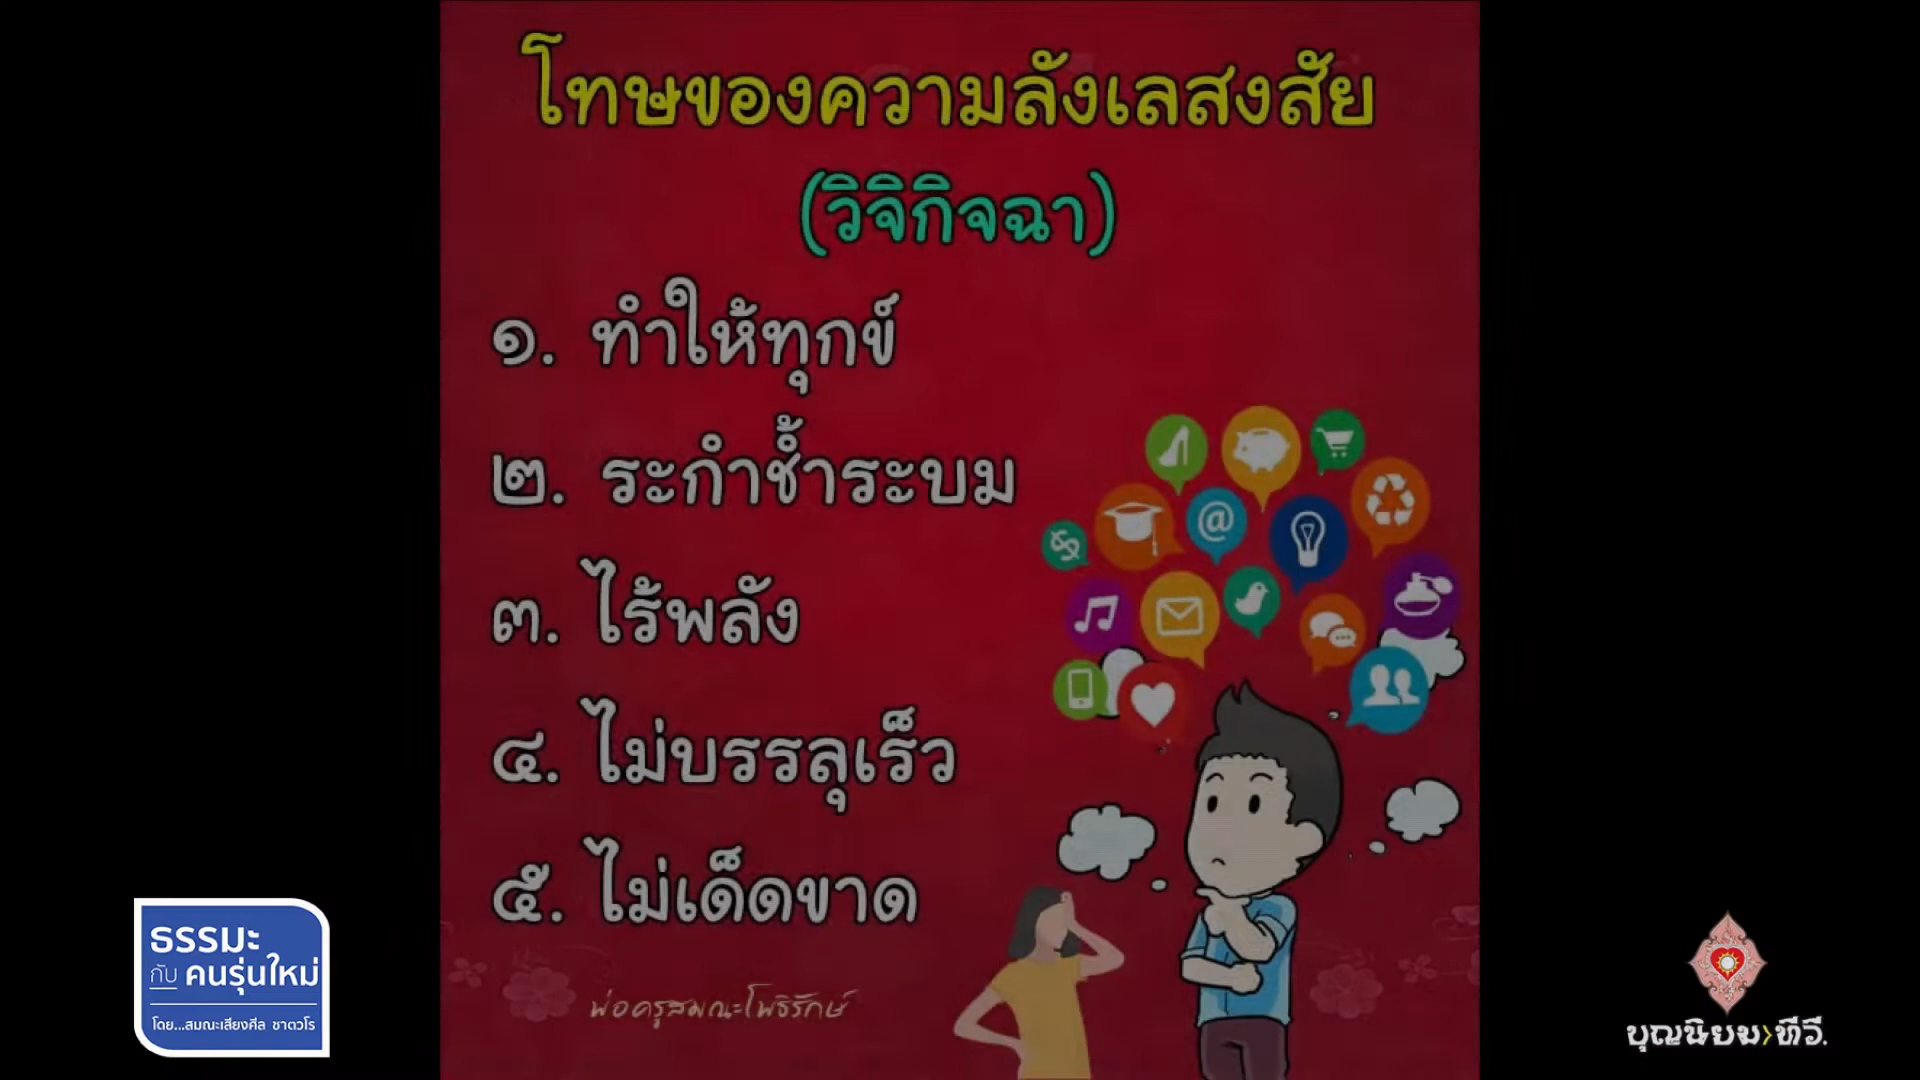 โทษของความลังเลสงสัย
(วิจิกิจฉา)
๑. ทำให้ทุกข์
๒. ระกำช้ำระบม
๓. ไร้พลัง
๔. ไม่บรรลุเร็ว
๕. ไม่เด็ดขาด
พ่อครูสมณะโพธิรักษ์
ธรรมะ
กับ คนรุ่นใหม่
โดย...สมณะเสียงศีล ชาตวโร
บุญนิยม>ทีวี.